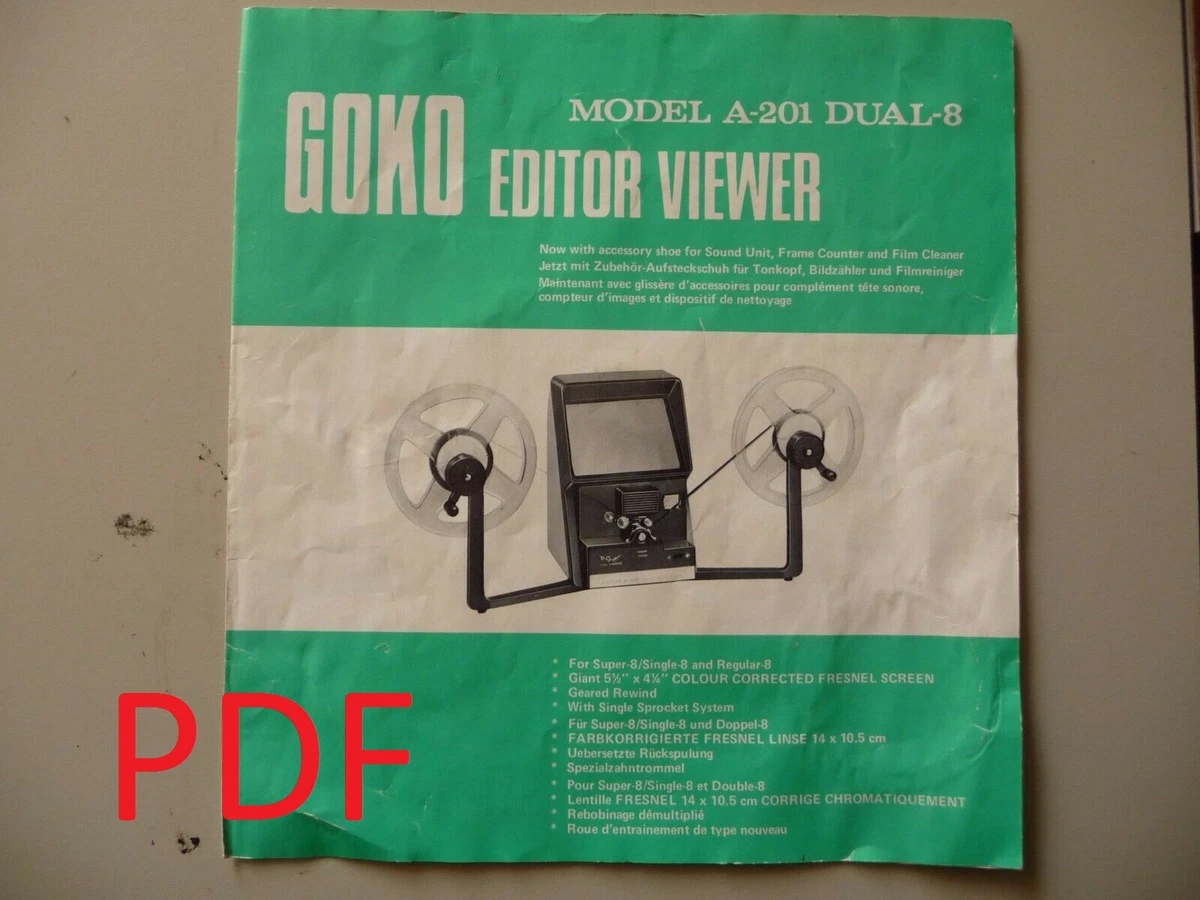 GOKO
MODEL A-201 DUAL-8
EDITOR VIEWER
Now with accessory shoe for Sound Unit, Frame Counter and Film Cleaner
Jetzt mit Zubehör-Aufsteckschuh für Tonkopf, Bildzähler und Filmreiniger
Maintenant avec glissère d'accessoires pour complément tête sonore,
compteur d'images et dispositif de nettoyage
* For Super-8/Single-8 and Regular-8
* Giant 5½" x 4¼" COLOUR CORRECTED FRESNEL SCREEN
* Geared Rewind
* With Single Sprocket System
* Für Super-8/Single-8 und Doppel-8
* FARBKORRIGIERTE FRESNEL LINSE 14 x 10.5 cm
* Uebersetzte Rückspulung
* Spezialzahntrommel
* Pour Super-8/Single-8 et Double-8
* Lentille FRESNEL 14 x 10.5 cm CORRIGE CHROMATIQUEMENT
* Rebobinage démultiplié
* Roue d'entrainement de type nouveau
PDF